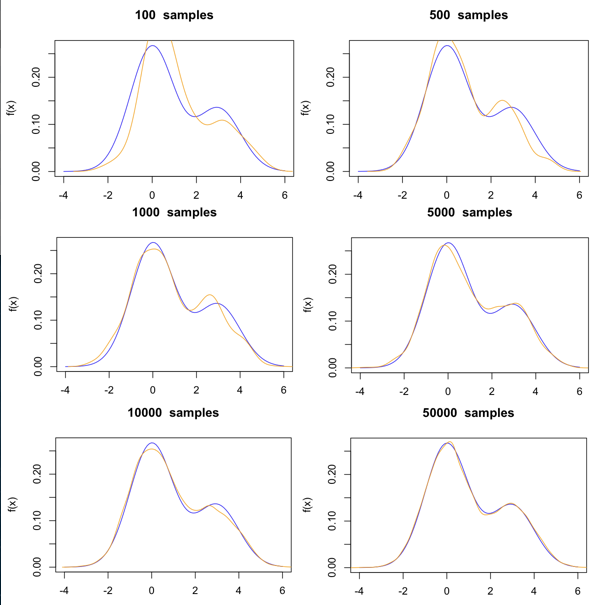 100 samples
500 samples
f(x)
0.00 0.10 0.20
-4 -2 0 2 4 6
f(x)
0.00 0.10 0.20
-4 -2 0 2 4 6
1000 samples
5000 samples
f(x)
0.00 0.10 0.20
-4 -2 0 2 4 6
f(x)
0.00 0.10 0.20
-4 -2 0 2 4 6
10000 samples
50000 samples
f(x)
0.00 0.10 0.20
-4 -2 0 2 4 6
f(x)
0.00 0.10 0.20
-4 -2 0 2 4 6